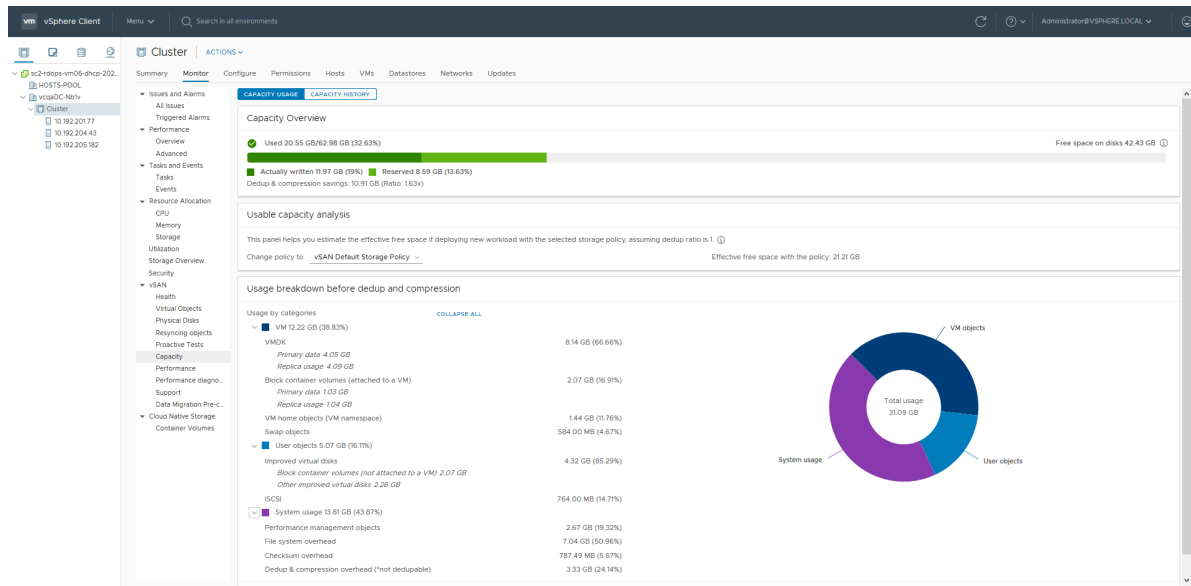 vm vSphere Client Menu Search in all environments Administrator@VSPHERE.LOCAL
sc2-rdops-vm06-dhcp-202...
HOSTS-POOL
vcqaDC-Nb1v
Cluster
10.192.201.77
10.192.204.43
10.192.205.182
Cluster ACTIONS
Summary Monitor Configure Permissions Hosts VMs Datastores Networks Updates
Issues and Alarms
All Issues
Triggered Alarms
Performance
Overview
Advanced
Tasks and Events
Tasks
Events
Resource Allocation
CPU
Memory
Storage
Utilization
Storage Overview
Security
vSAN
Health
Virtual Objects
Physical Disks
Resyncing objects
Proactive Tests
Capacity
Performance
Performance diagno...
Support
Data Migration Pre-c...
Cloud Native Storage
Container Volumes
CAPACITY USAGE CAPACITY HISTORY
Capacity Overview
Used 20.55 GB/62.98 GB (32.63%) Free space on disks 42.43 GB
Actually written 11.97 GB (19%) Reserved 8.59 GB (13.63%)
Dedup & compression savings: 10.91 GB (Ratio: 1.63x)
Usable capacity analysis
This panel helps you estimate the effective free space if deploying new workload with the selected storage policy, assuming dedup ratio is 1.
Change policy to vSAN Default Storage Policy Effective free space with the policy: 21.21 GB
Usage breakdown before dedup and compression
Usage by categories COLLAPSE ALL
VM 12.22 GB (38.83%)
VMDK 8.14 GB (66.66%)
Primary data 4.05 GB
Replica usage 4.09 GB
Block container volumes (attached to a VM) 2.07 GB (16.91%)
Primary data 1.03 GB
Replica usage 1.04 GB
VM home objects (VM namespace) 1.44 GB (11.76%)
Swap objects 584.00 MB (4.67%)
User objects 5.07 GB (16.11%)
Improved virtual disks 4.32 GB (85.29%)
Block container volumes (not attached to a VM) 2.07 GB
Other improved virtual disks 2.26 GB
iSCSI 764.00 MB (14.71%)
System usage 13.81 GB (43.87%)
Performance management objects 2.67 GB (19.32%)
File system overhead 7.04 GB (50.96%)
Checksum overhead 787.49 MB (5.57%)
Dedup & compression overhead (*not dedupable) 3.33 GB (24.14%)
VM objects
Total usage
31.09 GB
System usage
User objects